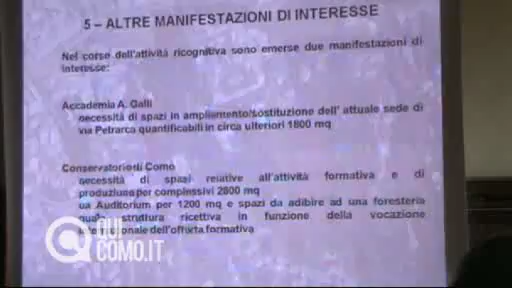 5 – ALTRE MANIFESTAZIONI DI INTERESSE
Nel corso dell'attività ricognitiva sono emerse due manifestazioni di
interesse:
Accademia A. Galli
necessità di spazi in ampliamento/sostituzione dell' attuale sede di
via Petrarca quantificabili in circa ulteriori 1800 mq
Conservatorio di Como
necessità di spazi relative all'attività formativa e di
produzione per complessivi 2800 mq
un Auditorium per 1200 mq e spazi da adibire ad una foresteria
quale struttura ricettiva in funzione della vocazione
dell'offerta formativa
QUI
COMO.IT